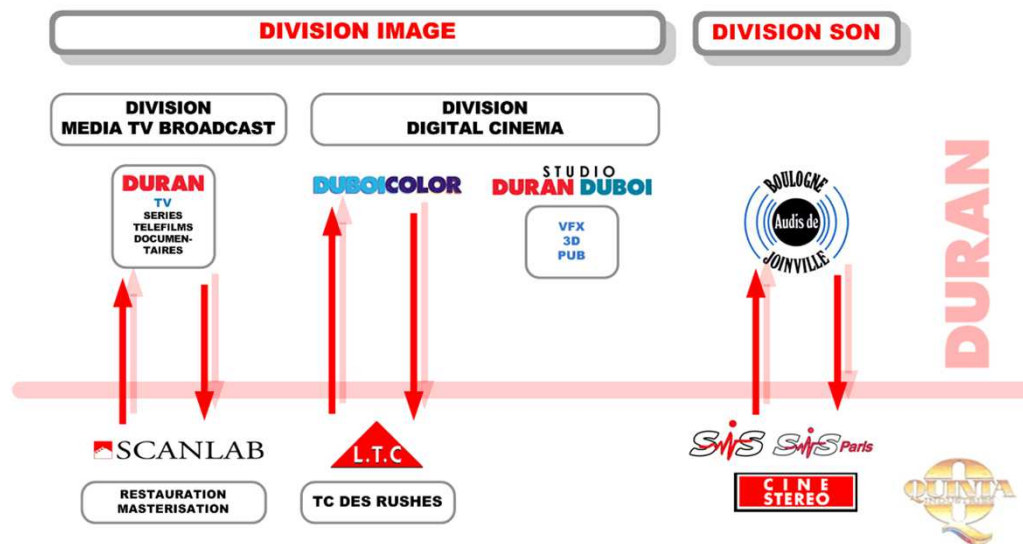 DIVISION IMAGE
DIVISION SON
DIVISION
MEDIA TV BROADCAST
DIVISION
DIGITAL CINEMA
DURAN
TV
SERIES
TELEFILMS
DOCUMEN-
TAIRES
DUBOICOLOR
STUDIO
DURAN DUBOI
VFX
3D
PUB
BOULOGNE
Audis de
JOINVILLE
DURAN
SCANLAB
RESTAURATION
MASTERISATION
L.T.C
TC DES RUSHES
SIS
SIS Paris
CINE
STEREO
QUINTA